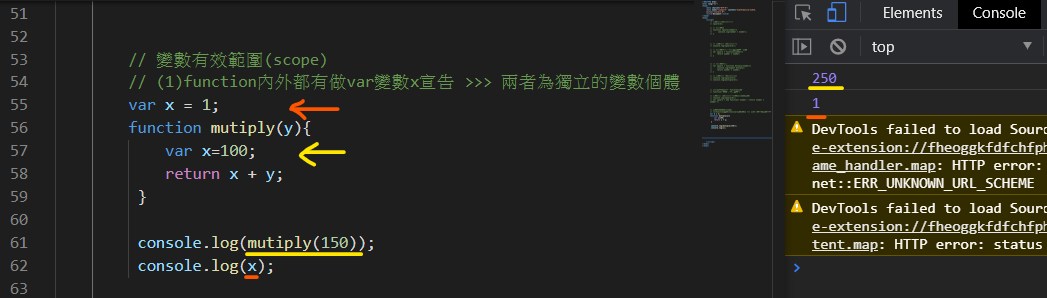 51
52
53 // 變數有效範圍(scope)
54 // (1)function內外都有做var變數x宣告 >>> 兩者為獨立的變數個體
55 var x = 1;
56 function mutiply(y){
57 var x=100;
58 return x + y;
59 }
60
61 console.log(mutiply(150));
62 console.log(x);
63
Elements Console
top
250
1
DevTools failed to load Sour
e-extension://fheoggkfdfchfph
ame_handler.map: HTTP error:
net::ERR_UNKNOWN_URL_SCHEME
DevTools failed to load Sour
e-extension://fheoggkfdfchfph
tent.map: HTTP error: status
>